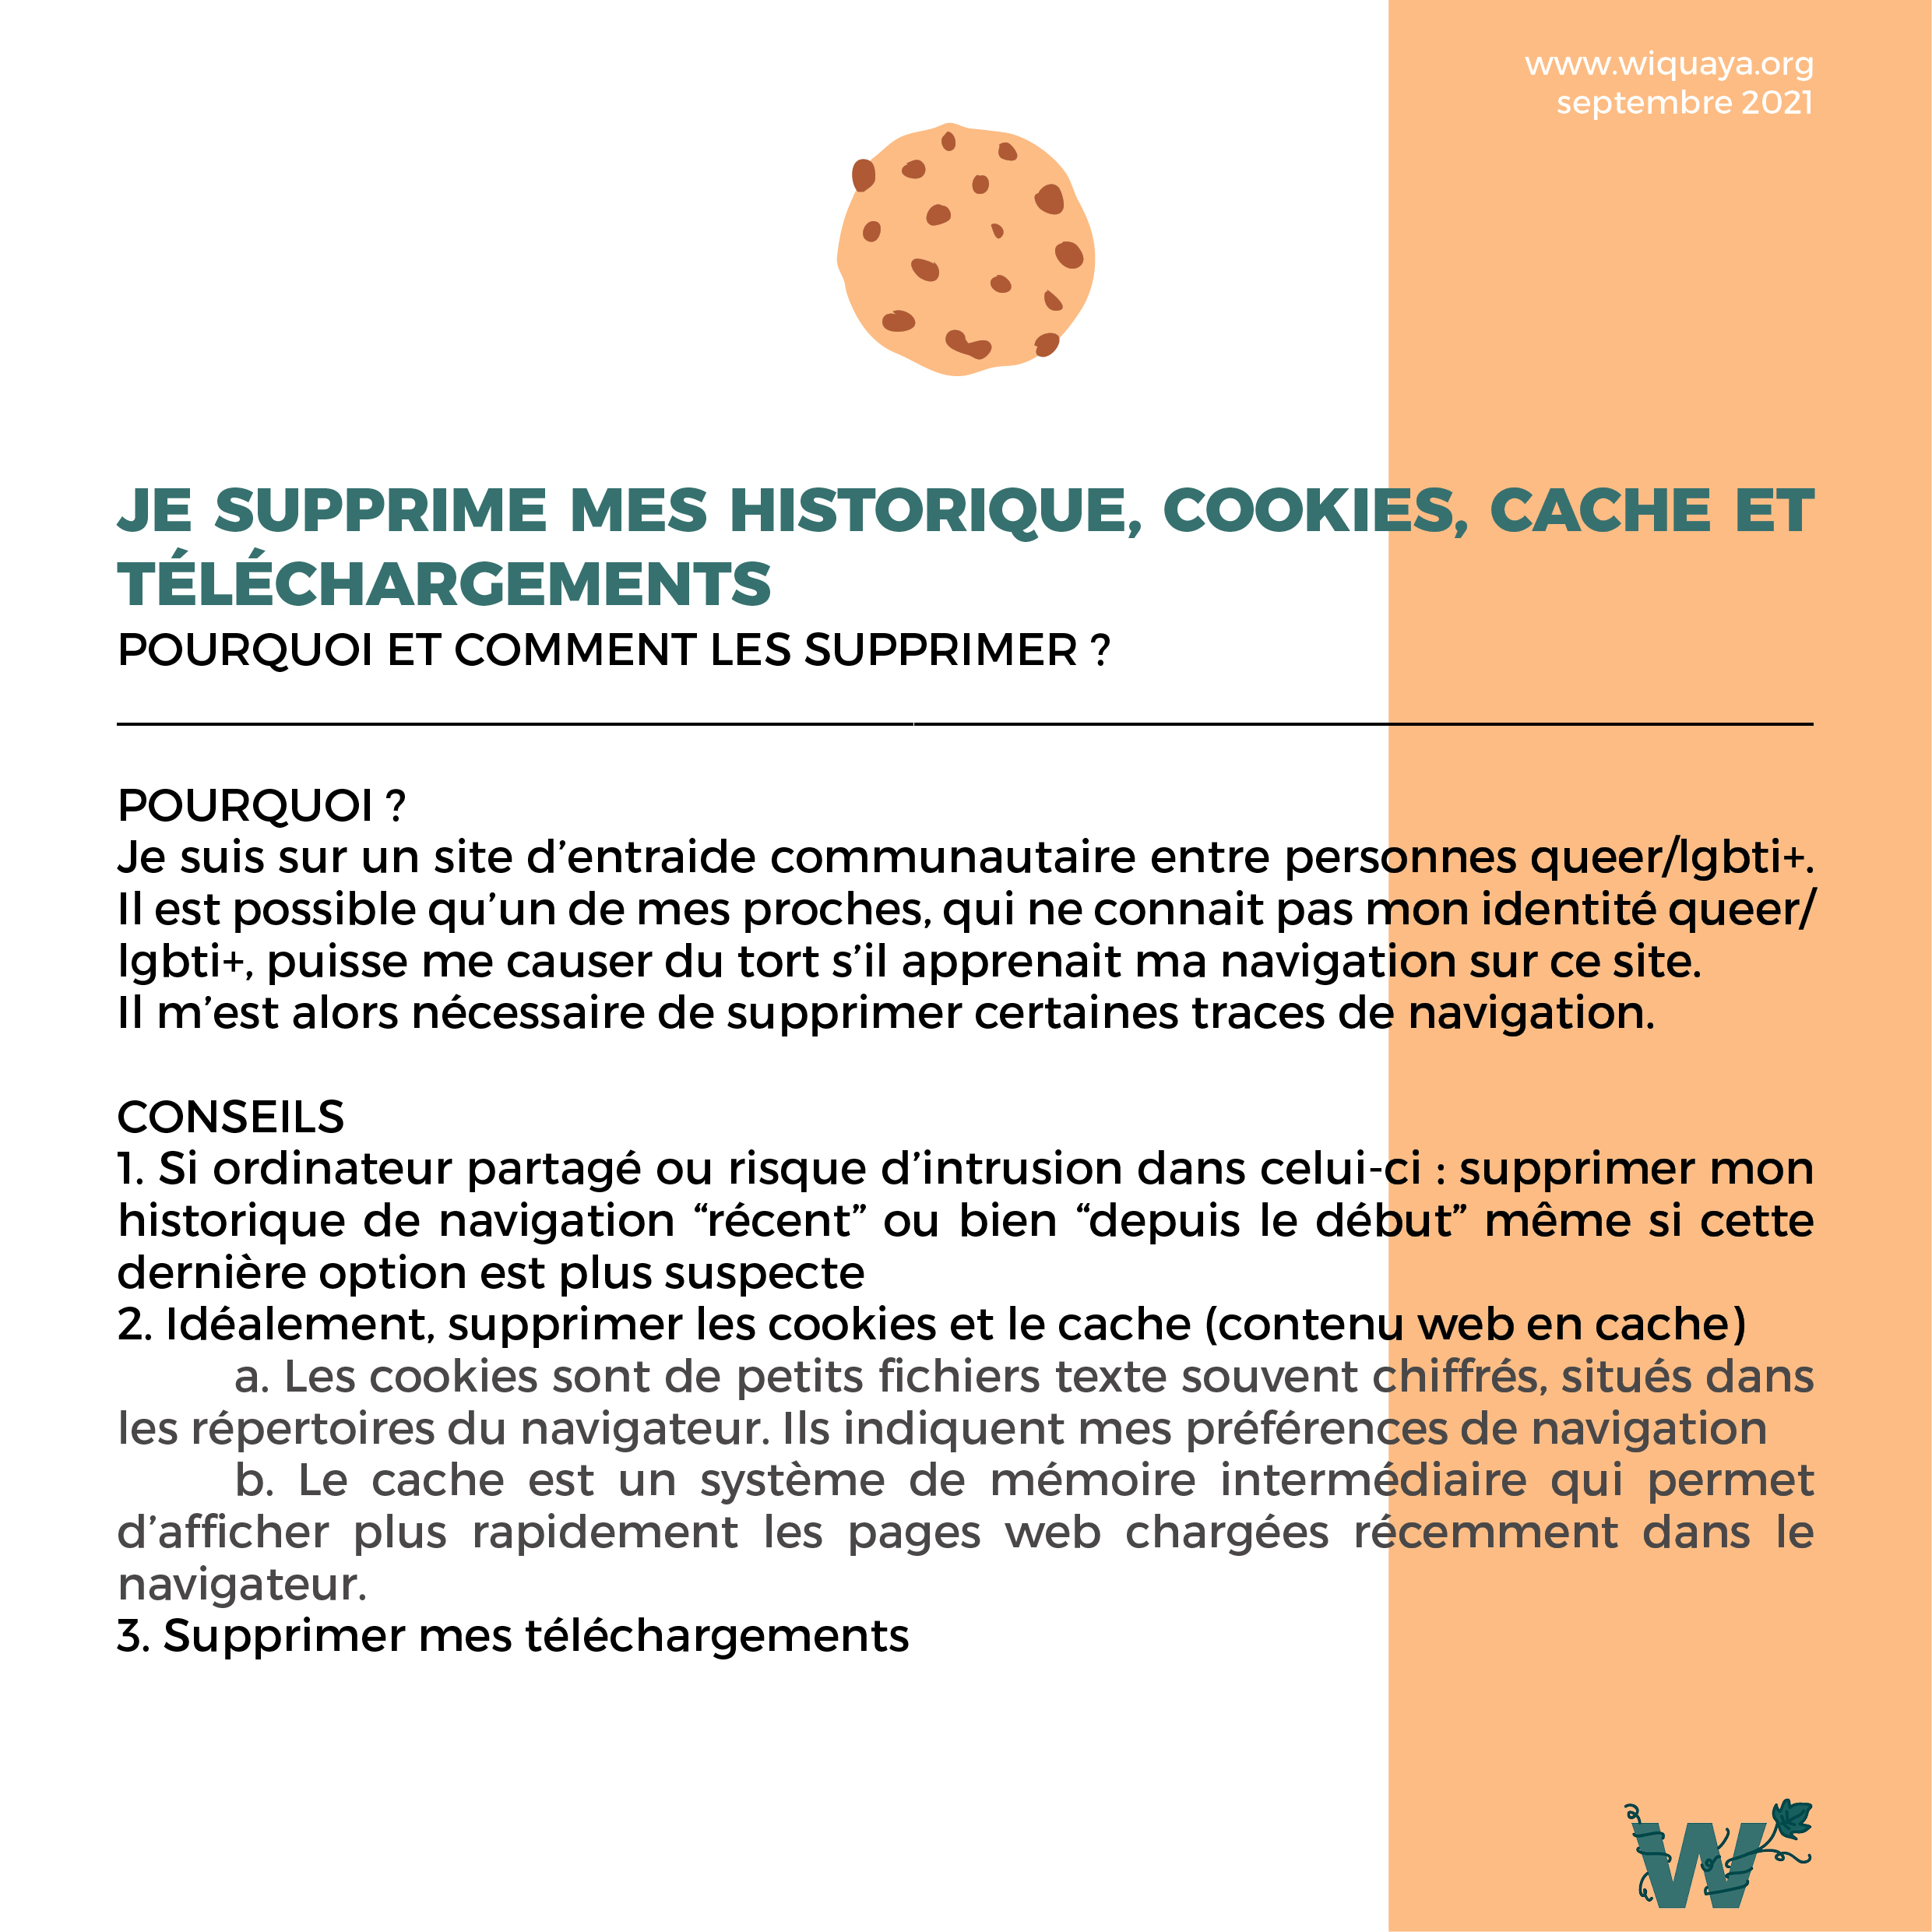 www.wiquaya.org
septembre 2021
JE SUPPRIME MES HISTORIQUE, COOKIES, CACHE ET
TÉLÉCHARGEMENTS
POURQUOI ET COMMENT LES SUPPRIMER ?
POURQUOI ?
Je suis sur un site d’entraide communautaire entre personnes queer/lgbti+.
Il est possible qu’un de mes proches, qui ne connait pas mon identité queer/
lgbti+, puisse me causer du tort s’il apprenait ma navigation sur ce site.
Il m’est alors nécessaire de supprimer certaines traces de navigation.
CONSEILS
1. Si ordinateur partagé ou risque d’intrusion dans celui-ci : supprimer mon
historique de navigation “récent” ou bien “depuis le début” même si cette
dernière option est plus suspecte
2. Idéalement, supprimer les cookies et le cache (contenu web en cache)
a. Les cookies sont de petits fichiers texte souvent chiffrés, situés dans
les répertoires du navigateur. Ils indiquent mes préférences de navigation
b. Le cache est un système de mémoire intermédiaire qui permet
d’afficher plus rapidement les pages web chargées récemment dans le
navigateur.
3. Supprimer mes téléchargements
W